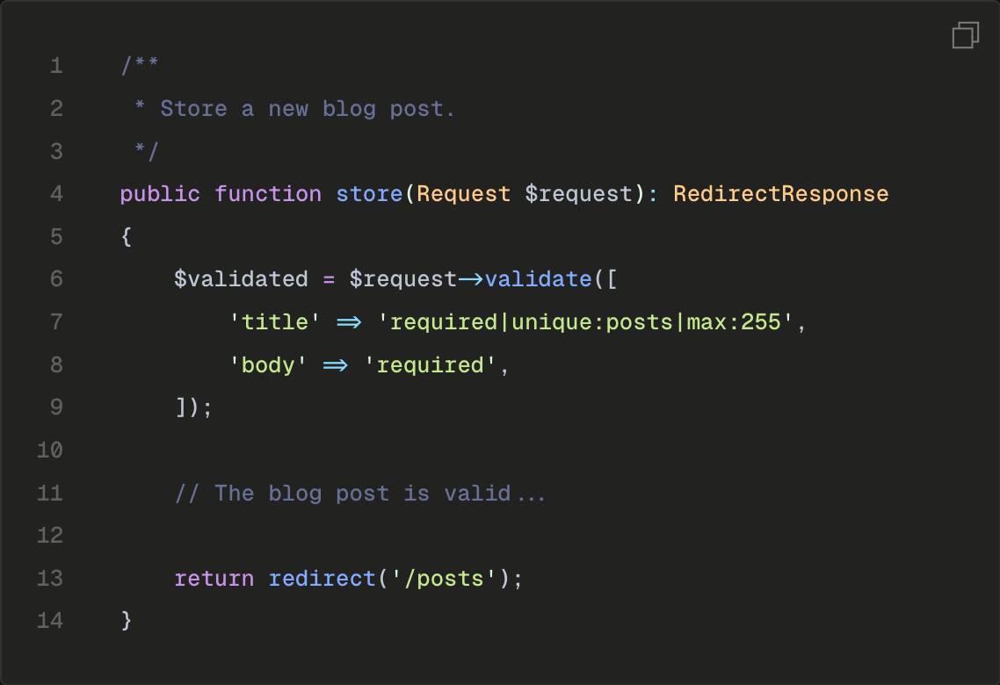 1 /**
2  * Store a new blog post.
3  */
4 public function store(Request $request): RedirectResponse
5 {
6     $validated = $request->validate([
7         'title' => 'required|unique:posts|max:255',
8         'body' => 'required',
9     ]);
10
11     // The blog post is valid...
12
13     return redirect('/posts');
14 }